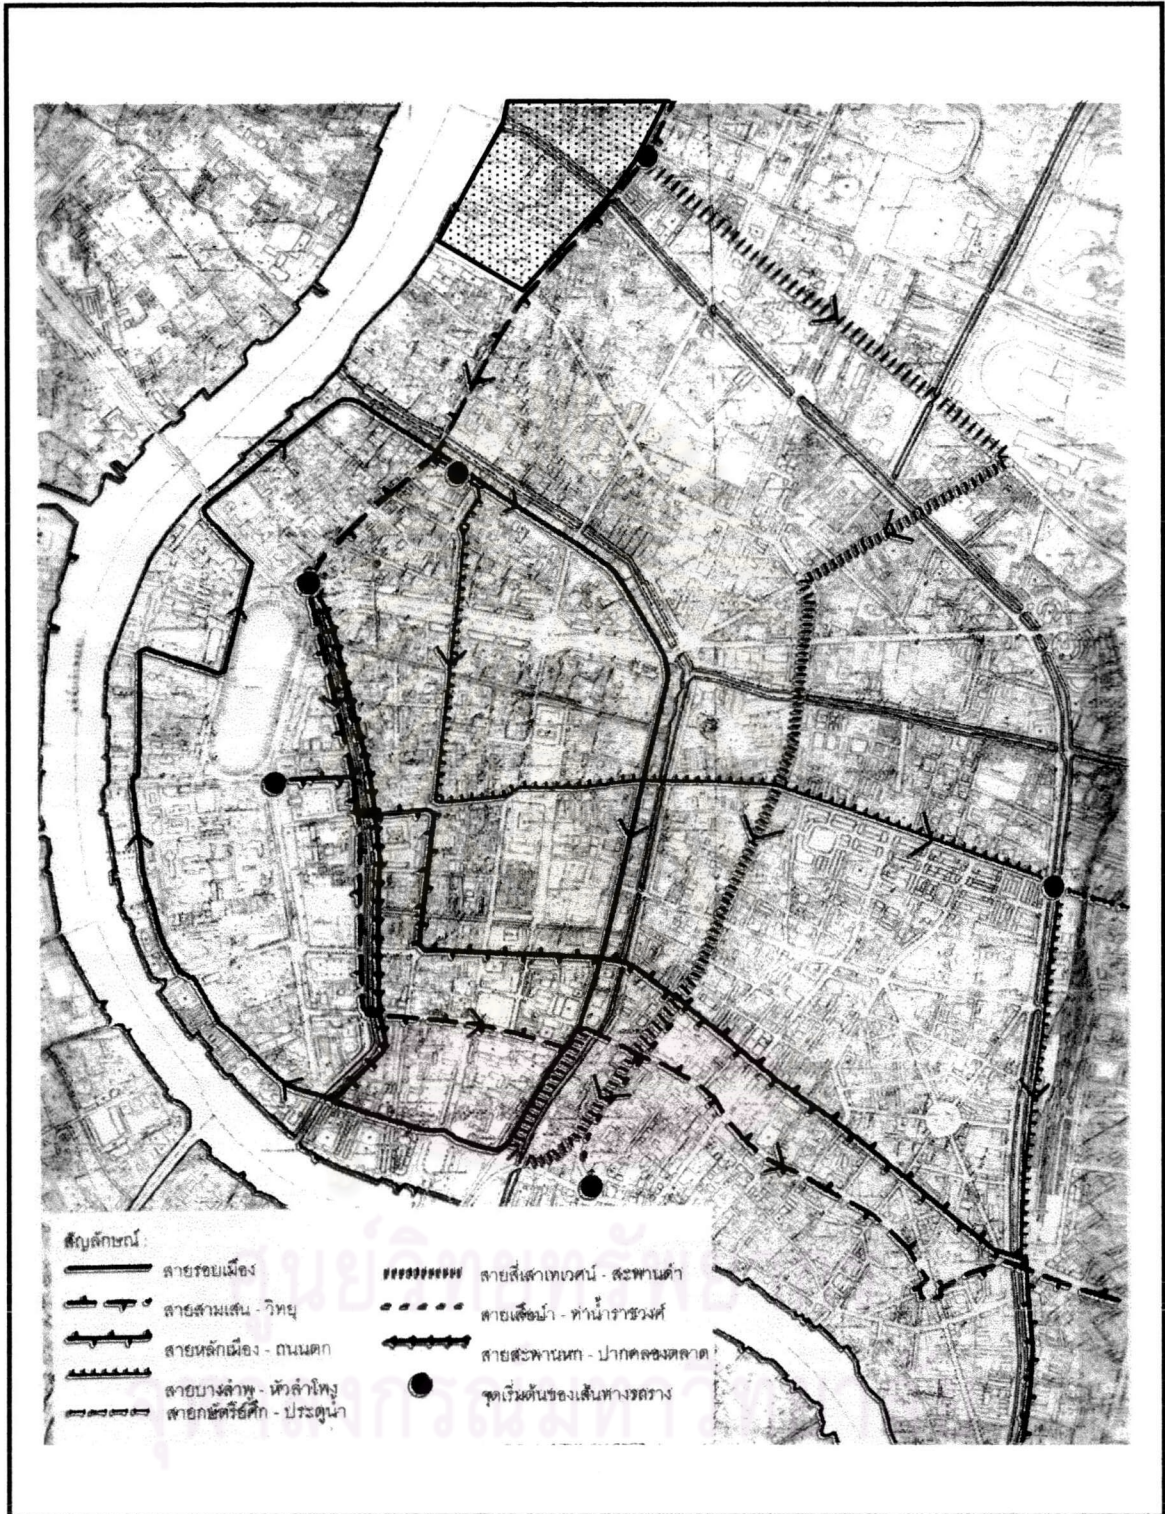 สัญลักษณ์ :
สายรอบเมือง
สายสามเสน - วิทยุ
สายหลักเมือง - ถนนตก
สายบางลำพู - หัวลำโพง
สายกษัตริย์ศึก - ประตูน้ำ
สายสี่เสาเทเวศน์ - สะพานดำ
สายเสือป่า - ท่าน้ำราชวงศ์
สายสะพานหก - ปากคลองตลาด
จุดเริ่มต้นของเส้นทางรถราง